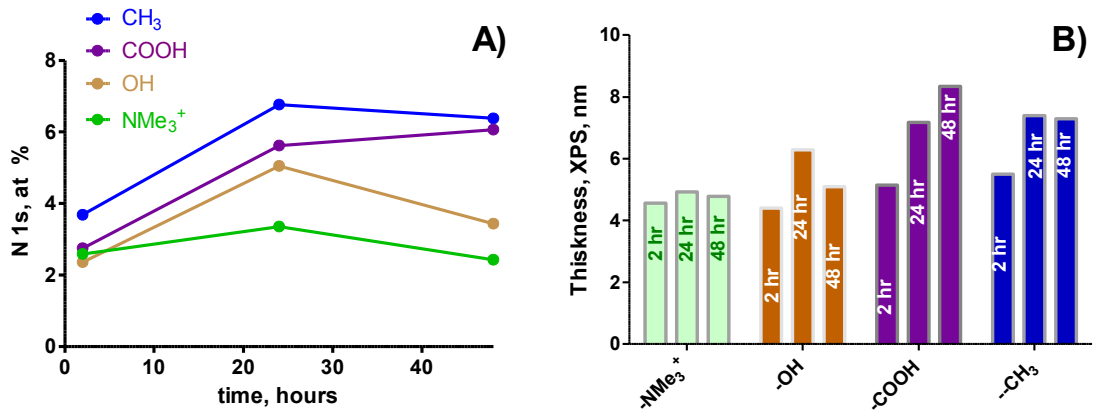 CH₃
COOH
OH
NMe₃⁺
A)
8
6
4
2
0
N 1s, at %
0 10 20 30 40
time, hours
B)
10
8
6
4
2
0
Thiskness, XPS, nm
2 hr 24 hr 48 hr
2 hr 24 hr 48 hr
2 hr 24 hr 48 hr
2 hr 24 hr 48 hr
-NMe₃⁺
-OH
-COOH
--CH₃